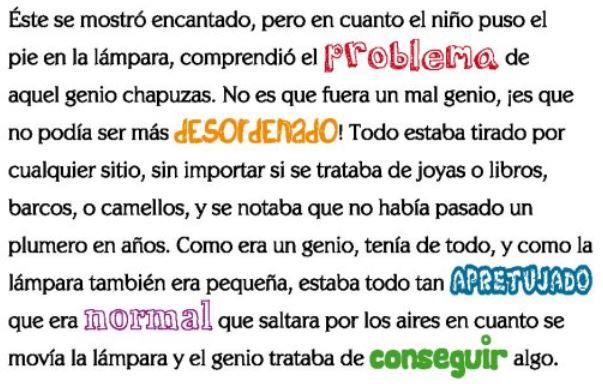 Éste se mostró encantado, pero en cuanto el niño puso el
pie en la lámpara, comprendió el problema de
aquel genio chapuzas. No es que fuera un mal genio, ¡es que
no podía ser más desordenado! Todo estaba tirado por
cualquier sitio, sin importar si se trataba de joyas o libros,
barcos, o camellos, y se notaba que no había pasado un
plumero en años. Como era un genio, tenía de todo, y como la
lámpara también era pequeña, estaba todo tan APRETUJADO
que era normal que saltara por los aires en cuanto se
movía la lámpara y el genio trataba de conseguir algo.